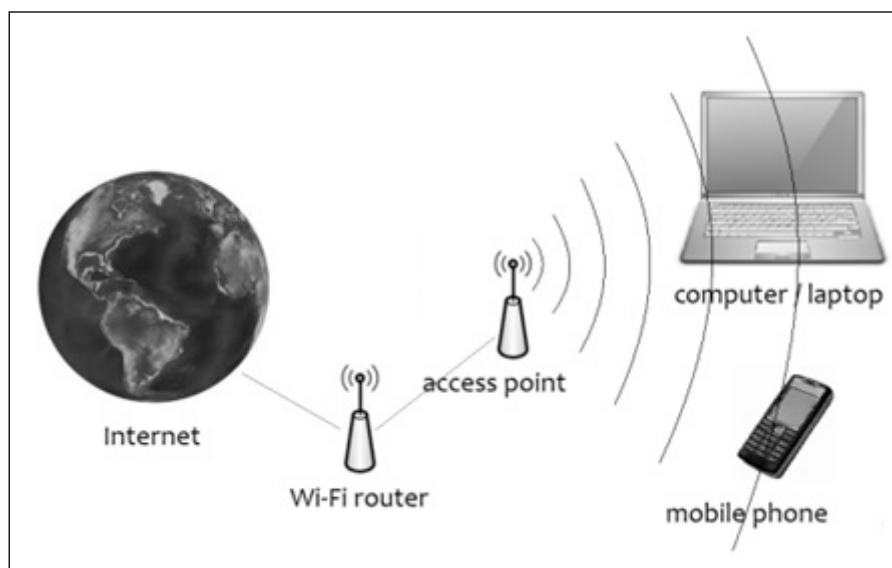 Internet
Wi-Fi router
access point
computer / laptop
mobile phone